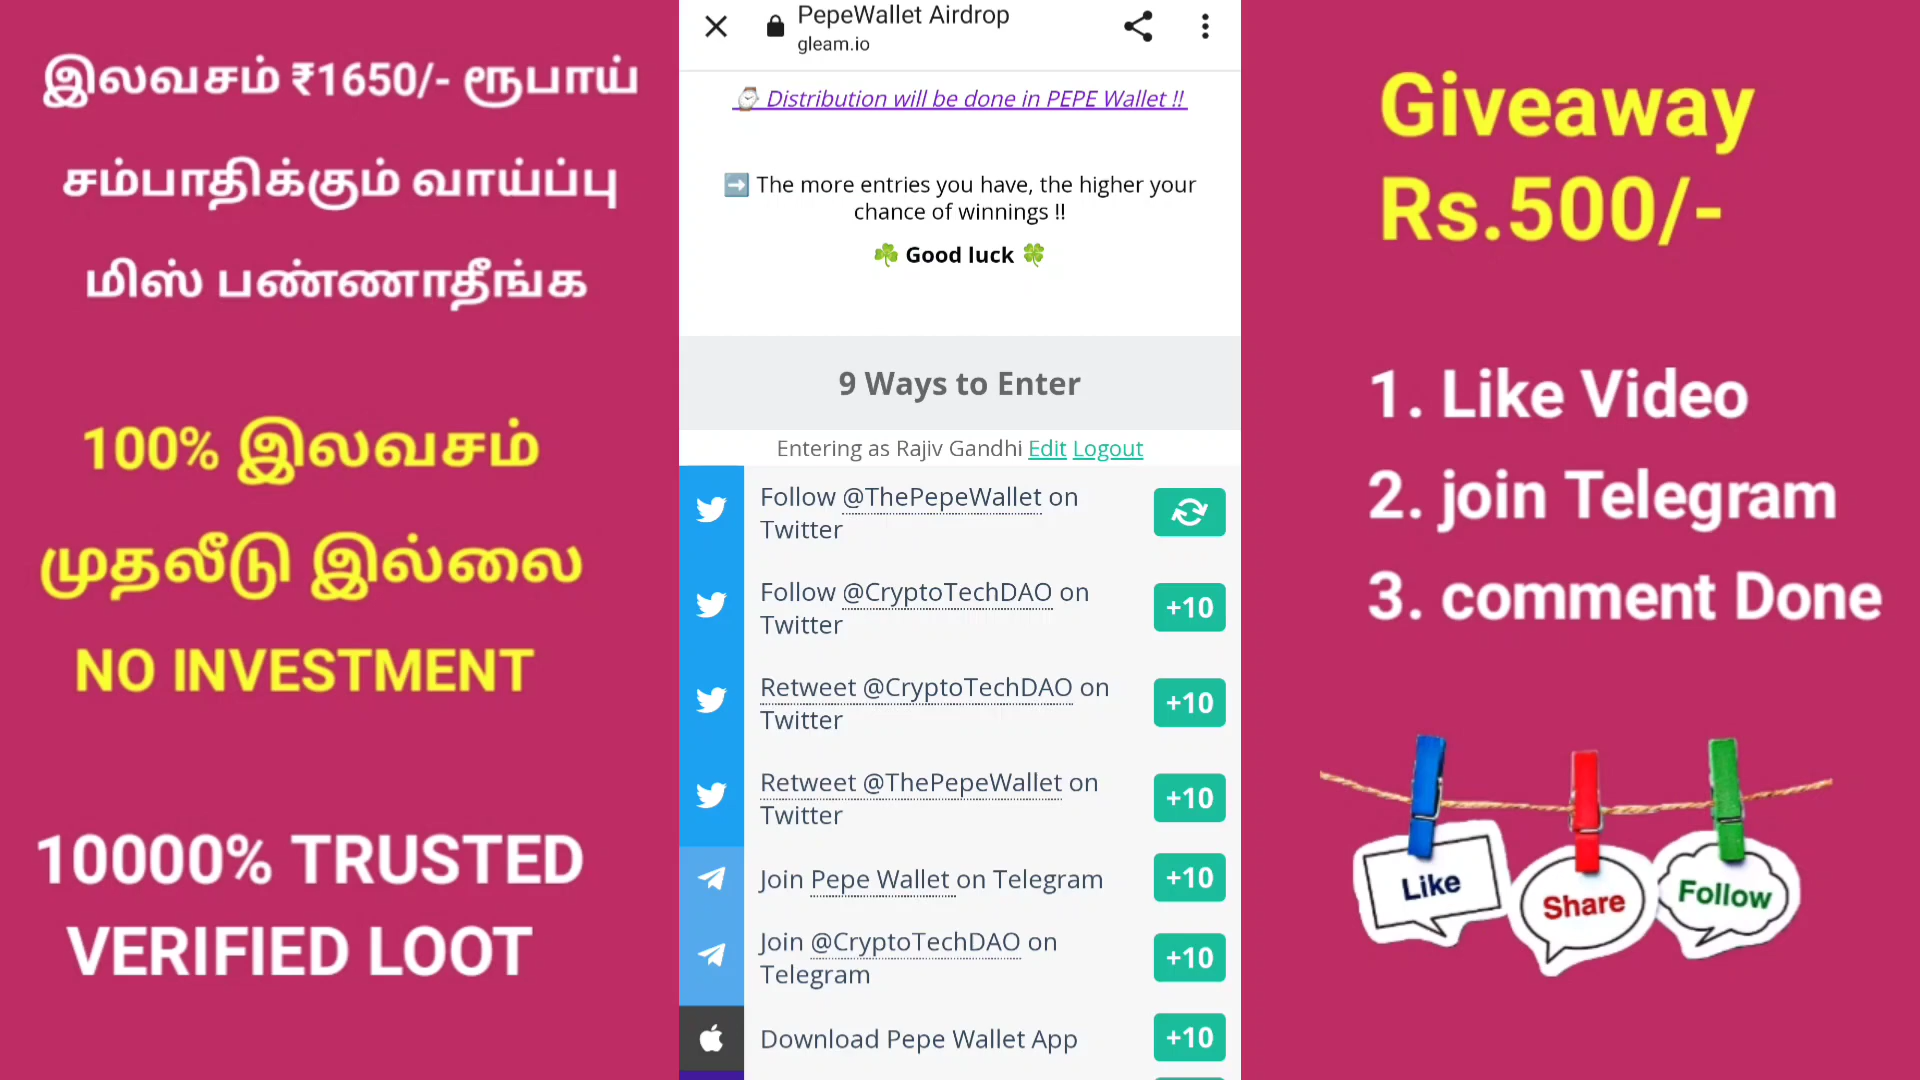 இலவசம் ₹1650/- ரூபாய்
சம்பாதிக்கும் வாய்ப்பு
மிஸ் பண்ணாதீங்க
100% இலவசம்
முதலீடு இல்லை
NO INVESTMENT
10000% TRUSTED
VERIFIED LOOT
PepeWallet Airdrop
gleam.io
Distribution will be done in PEPE Wallet !!
The more entries you have, the higher your
chance of winnings !!
Good luck
9 Ways to Enter
Entering as Rajiv Gandhi Edit Logout
Follow @ThePepeWallet on
Twitter
Follow @CryptoTechDAO on
Twitter
+10
Retweet @CryptoTechDAO on
Twitter
+10
Retweet @ThePepeWallet on
Twitter
+10
Join Pepe Wallet on Telegram
+10
Join @CryptoTechDAO on
Telegram
+10
Download Pepe Wallet App
+10
Giveaway
Rs.500/-
1. Like Video
2. join Telegram
3. comment Done
Like
Share
Follow